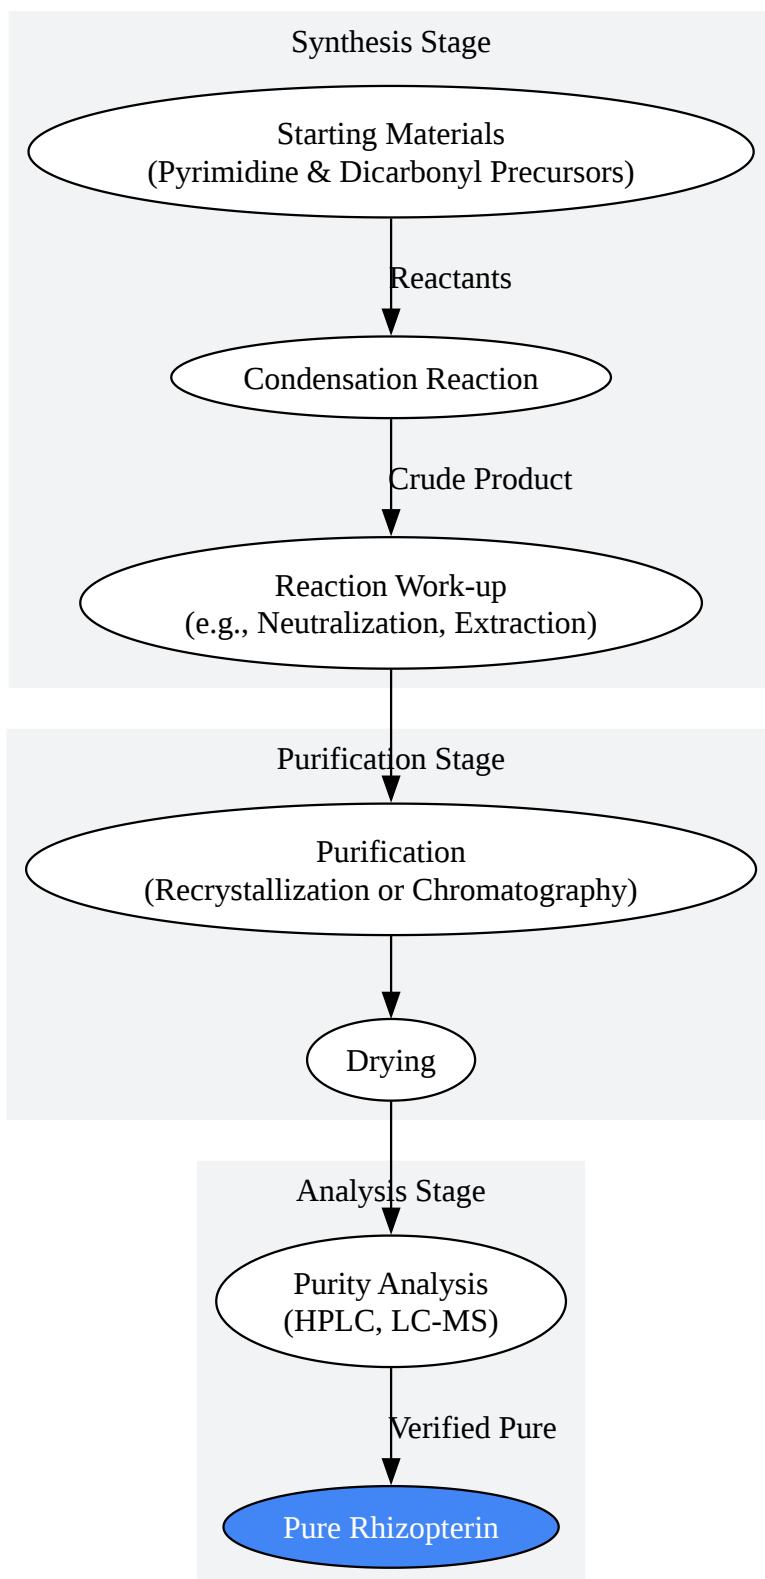 Synthesis Stage
Starting Materials
(Pyrimidine & Dicarbonyl Precursors)
Reactants
Condensation Reaction
Crude Product
Reaction Work-up
(e.g., Neutralization, Extraction)
Purification Stage
Purification
(Recrystallization or Chromatography)
Drying
Analysis Stage
Purity Analysis
(HPLC, LC-MS)
Verified Pure
Pure Rhizopterin